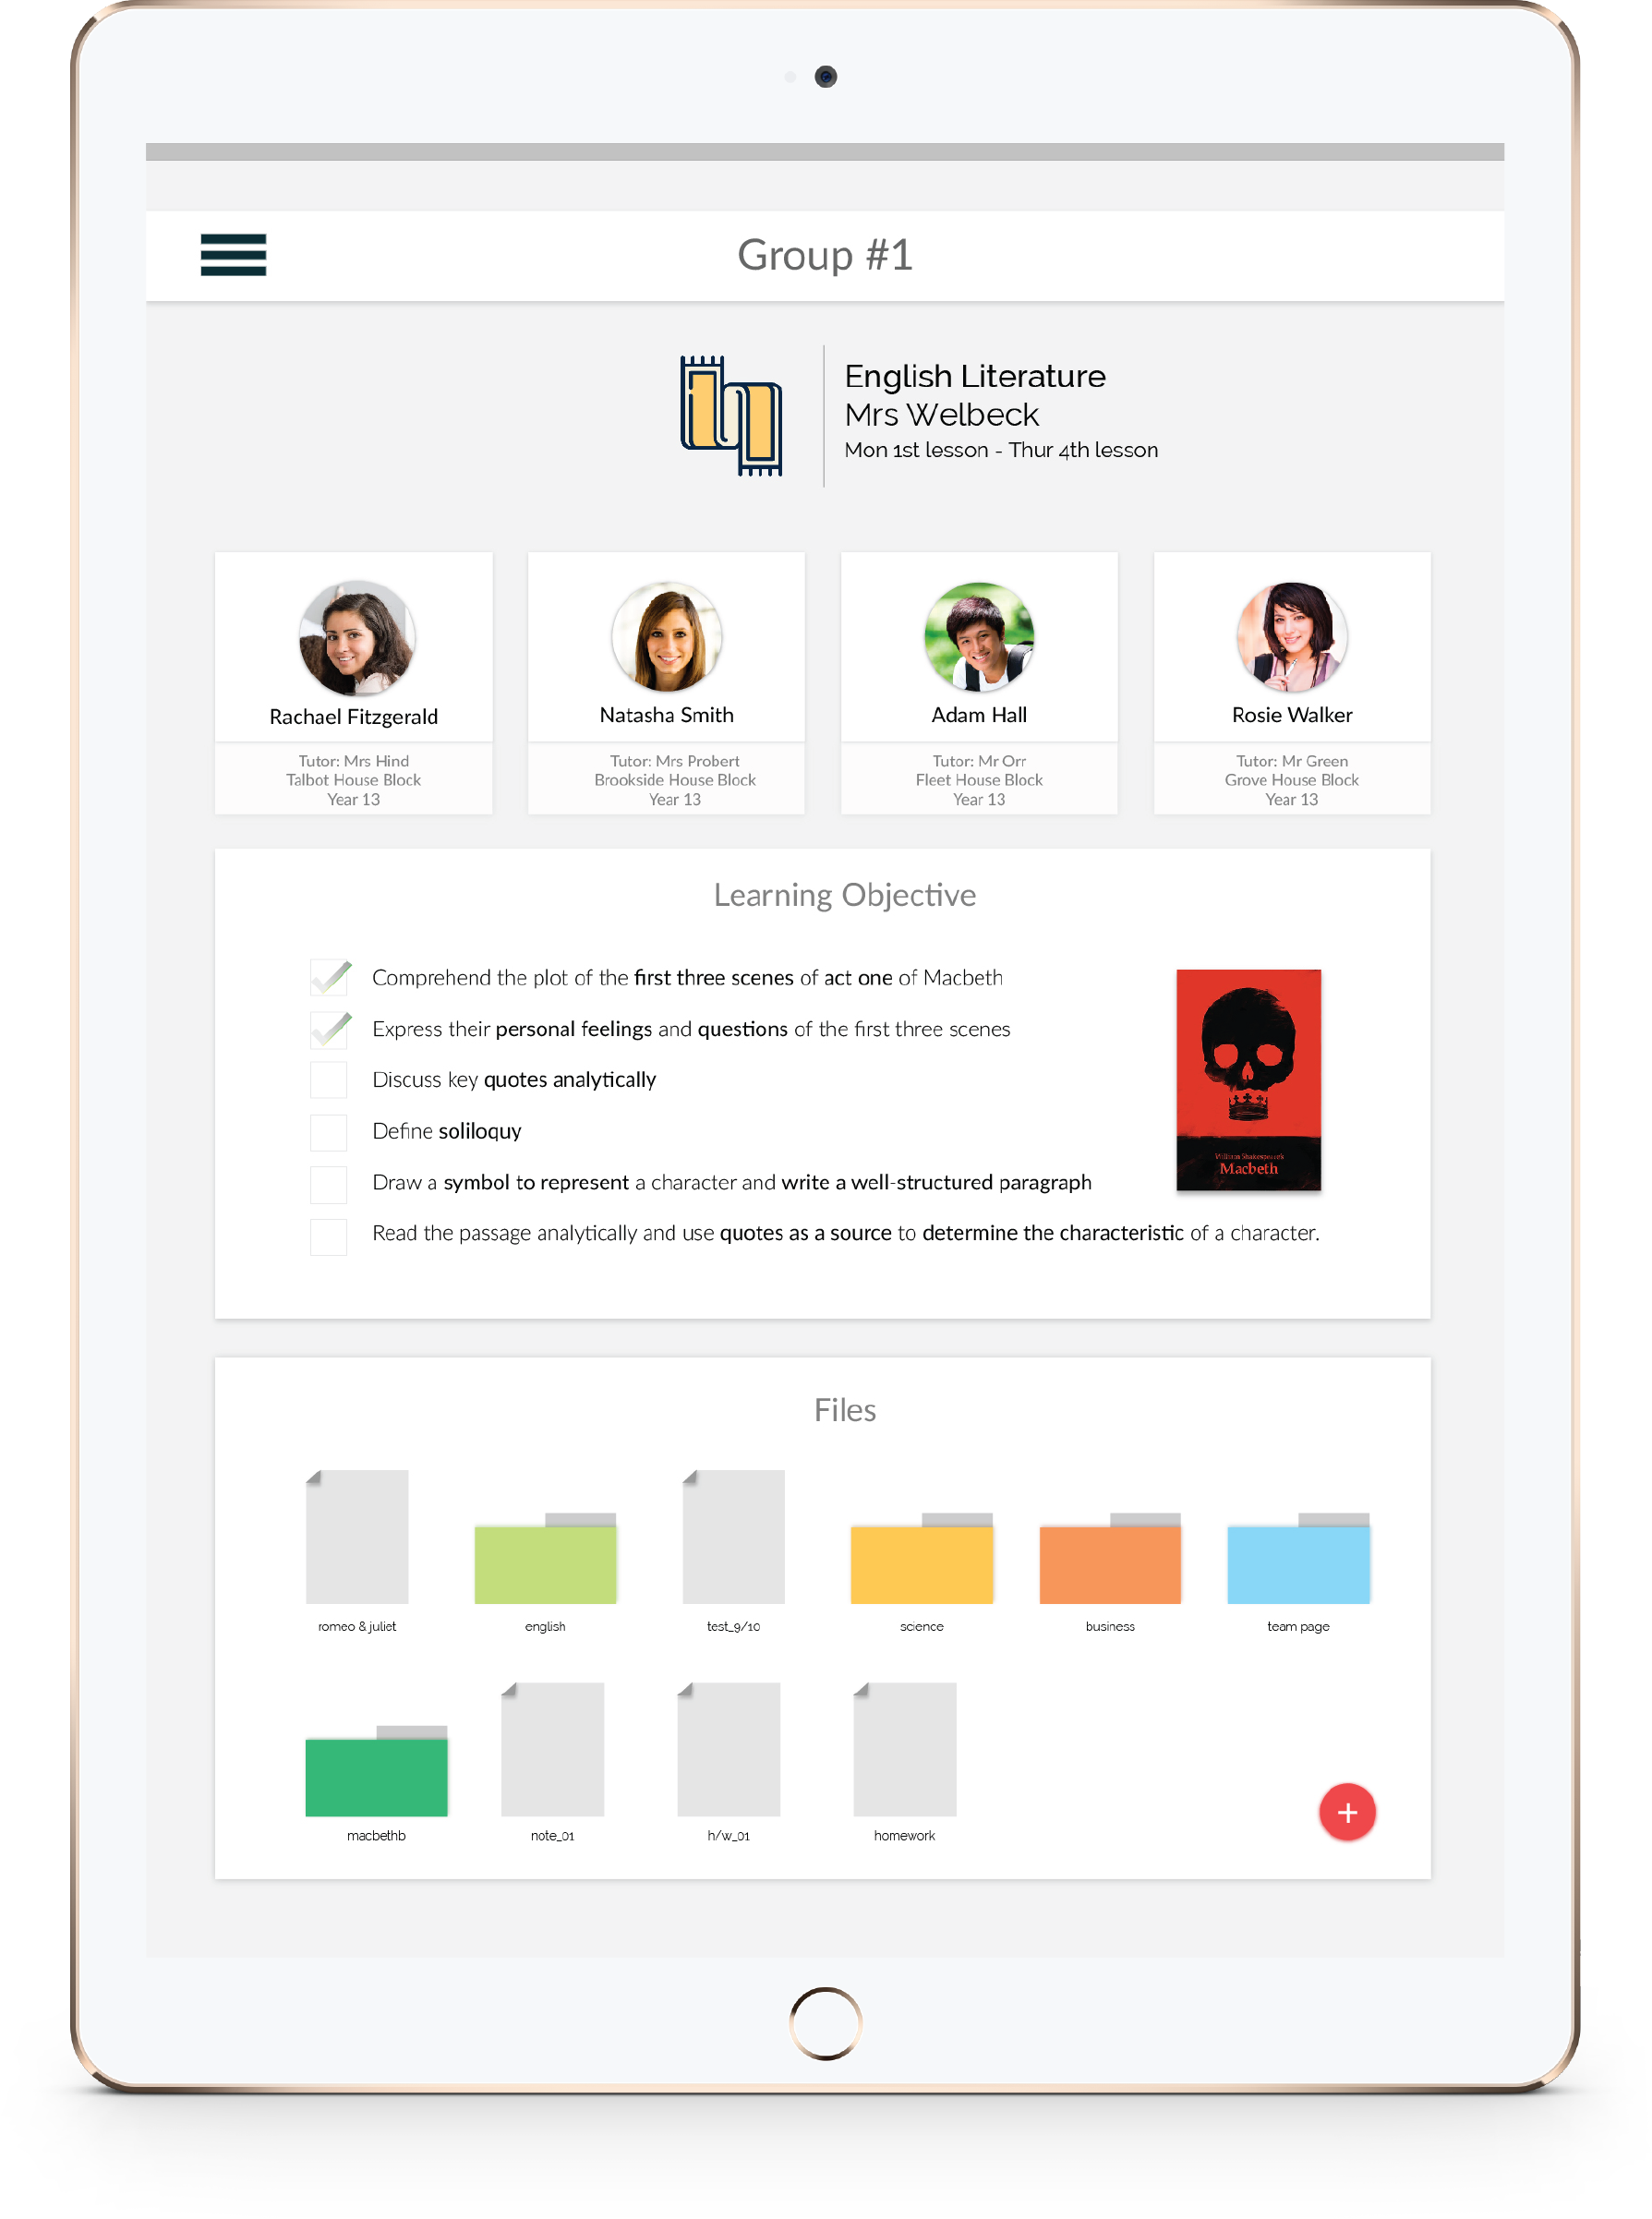 Group #1
English Literature
Mrs Welbeck
Mon 1st lesson - Thur 4th lesson
Rachael Fitzgerald
Tutor: Mrs Hind
Talbot House Block
Year 13
Natasha Smith
Tutor: Mrs Probert
Brookside House Block
Year 13
Adam Hall
Tutor: Mr Orr
Fleet House Block
Year 13
Rosie Walker
Tutor: Mr Green
Grove House Block
Year 13
Learning Objective
Comprehend the plot of the first three scenes of act one of Macbeth
Express their personal feelings and questions of the first three scenes
Discuss key quotes analytically
Define soliloquy
Draw a symbol to represent a character and write a well-structured paragraph
Read the passage analytically and use quotes as a source to determine the characteristic of a character.
William Shakespeare's
Macbeth
Files
romeo & juliet
english
test_9/10
science
business
team page
macbethb
note_01
h/w_01
homework